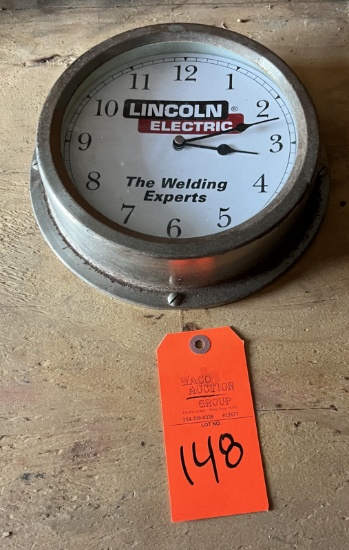 12
11 1
LINCOLN ®
10 2
ELECTRIC
9 3
The Welding
Experts
8 4
7 5
6
WACO
AUCTION
GROUP
LOT NO.
148